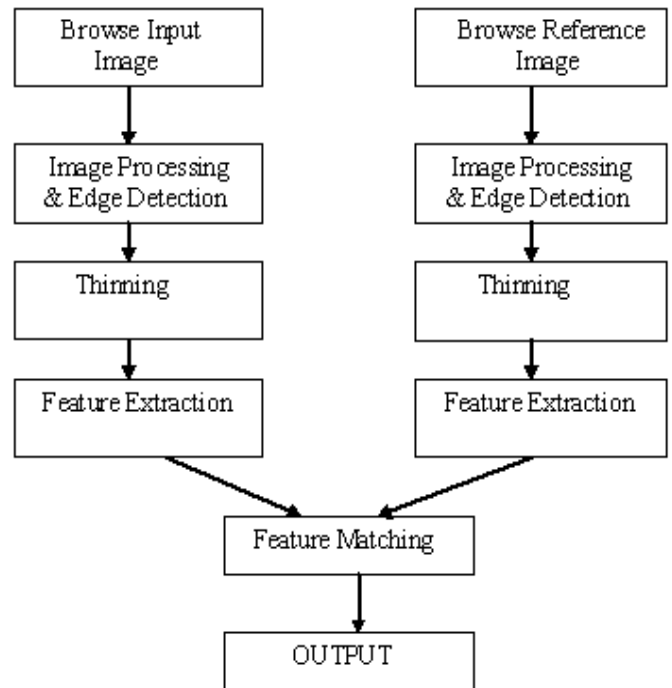 Browse Input
Image
Browse Reference
Image
Image Processing
& Edge Detection
Image Processing
& Edge Detection
Thinning
Thinning
Feature Extraction
Feature Extraction
Feature Matching
OUTPUT